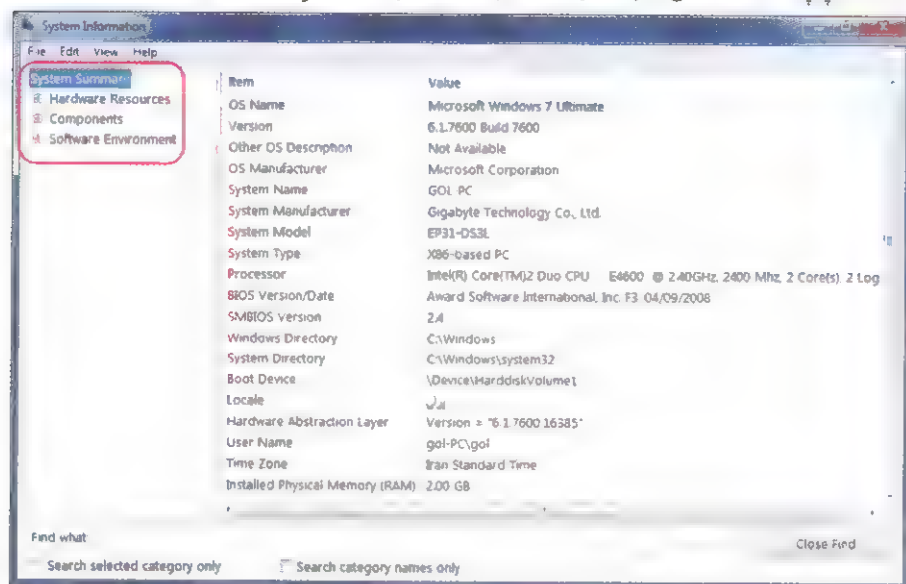 System Information
File Edit View Help
System Summary
Hardware Resources
Components
Software Environment
Item Value
OS Name Microsoft Windows 7 Ultimate
Version 6.1.7600 Build 7600
Other OS Description Not Available
OS Manufacturer Microsoft Corporation
System Name GOL-PC
System Manufacturer Gigabyte Technology Co., Ltd.
System Model EP31-DS3L
System Type X86-based PC
Processor Intel(R) Core(TM)2 Duo CPU E4600 @ 2.40GHz, 2400 Mhz, 2 Core(s), 2 Log
BIOS Version/Date Award Software International, Inc. F3, 04/09/2008
SMBIOS Version 2.4
Windows Directory C:\Windows
System Directory C:\Windows\system32
Boot Device \Device\HarddiskVolume1
Locale
Hardware Abstraction Layer Version = "6.1.7600.16385"
User Name gol-PC\gol
Time Zone Iran Standard Time
Installed Physical Memory (RAM) 2.00 GB
Find what Close Find
Search selected category only Search category names only